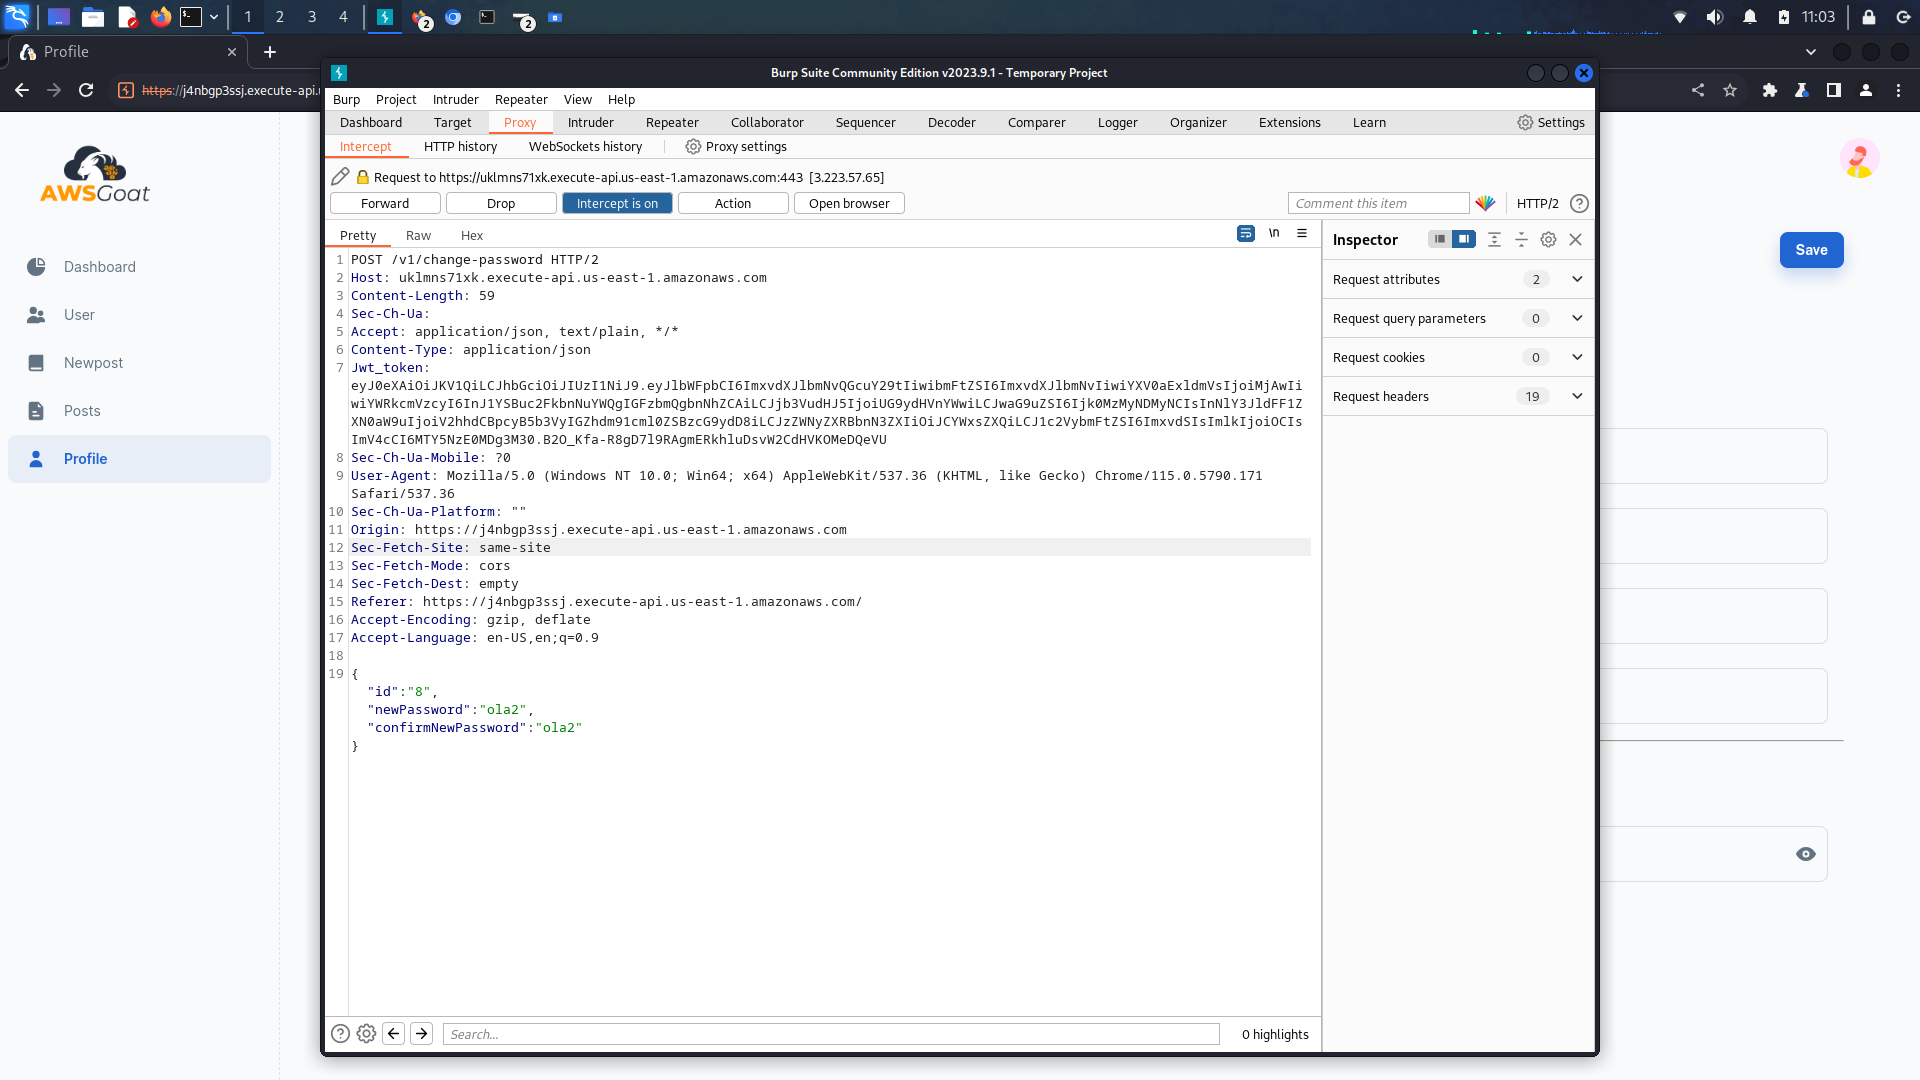 1 2 3 4 2 2 11:03
Profile
https://j4nbgp3ssj.execute-api.u
Burp Suite Community Edition v2023.9.1 - Temporary Project
Burp Project Intruder Repeater View Help
Dashboard Target Proxy Intruder Repeater Collaborator Sequencer Decoder Comparer Logger Organizer Extensions Learn Settings
Intercept HTTP history WebSockets history Proxy settings
Request to https://uklmns71xk.execute-api.us-east-1.amazonaws.com:443 [3.223.57.65]
Forward Drop Intercept is on Action Open browser Comment this item HTTP/2 ?
Pretty Raw Hex \n
Inspector
Request attributes 2
Request query parameters 0
Request cookies 0
Request headers 19
AWSGoat
Dashboard
User
Newpost
Posts
Profile
Save
1 POST /v1/change-password HTTP/2
2 Host: uklmns71xk.execute-api.us-east-1.amazonaws.com
3 Content-Length: 59
4 Sec-Ch-Ua:
5 Accept: application/json, text/plain, */*
6 Content-Type: application/json
7 Jwt_token:
eyJ0eXAiOiJKV1QiLCJhbGciOiJIUzI1NiJ9.eyJlbWFpbCI6ImxvdXJlbmNvQGcuY29tIiwibmFtZSI6ImxvdXJlbmNvIiwiYXV0aExldmVsIjoiMjAwIi
wiYWRkcmVzcyI6InJ1YSBuc2FkbnNuYWQgIGFzbmQgbnNhZCAiLCJjb3VudHJ5IjoiUG9ydHVnYWwiLCJwaG9uZSI6Ijk0MzMyNDMyNCIsInNlY3JldFF1Z
XN0aW9uIjoiV2hhdCBpcyB5b3VyIGZhdm91cml0ZSBzcG9ydD8iLCJzZWNyZXRBbnN3ZXIiOiJCYWxsZXQiLCJ1c2VybmFtZSI6ImxvdSIsImlkIjoiOCIs
ImV4cCI6MTY5NzE0MDg3M30.B2O_Kfa-R8gD7l9RAgmERkhluDsvW2CdHVKOMeDQeVU
8 Sec-Ch-Ua-Mobile: ?0
9 User-Agent: Mozilla/5.0 (Windows NT 10.0; Win64; x64) AppleWebKit/537.36 (KHTML, like Gecko) Chrome/115.0.5790.171
Safari/537.36
10 Sec-Ch-Ua-Platform: ""
11 Origin: https://j4nbgp3ssj.execute-api.us-east-1.amazonaws.com
12 Sec-Fetch-Site: same-site
13 Sec-Fetch-Mode: cors
14 Sec-Fetch-Dest: empty
15 Referer: https://j4nbgp3ssj.execute-api.us-east-1.amazonaws.com/
16 Accept-Encoding: gzip, deflate
17 Accept-Language: en-US,en;q=0.9
18
19 {
"id":"8",
"newPassword":"ola2",
"confirmNewPassword":"ola2"
}
? Search... 0 highlights